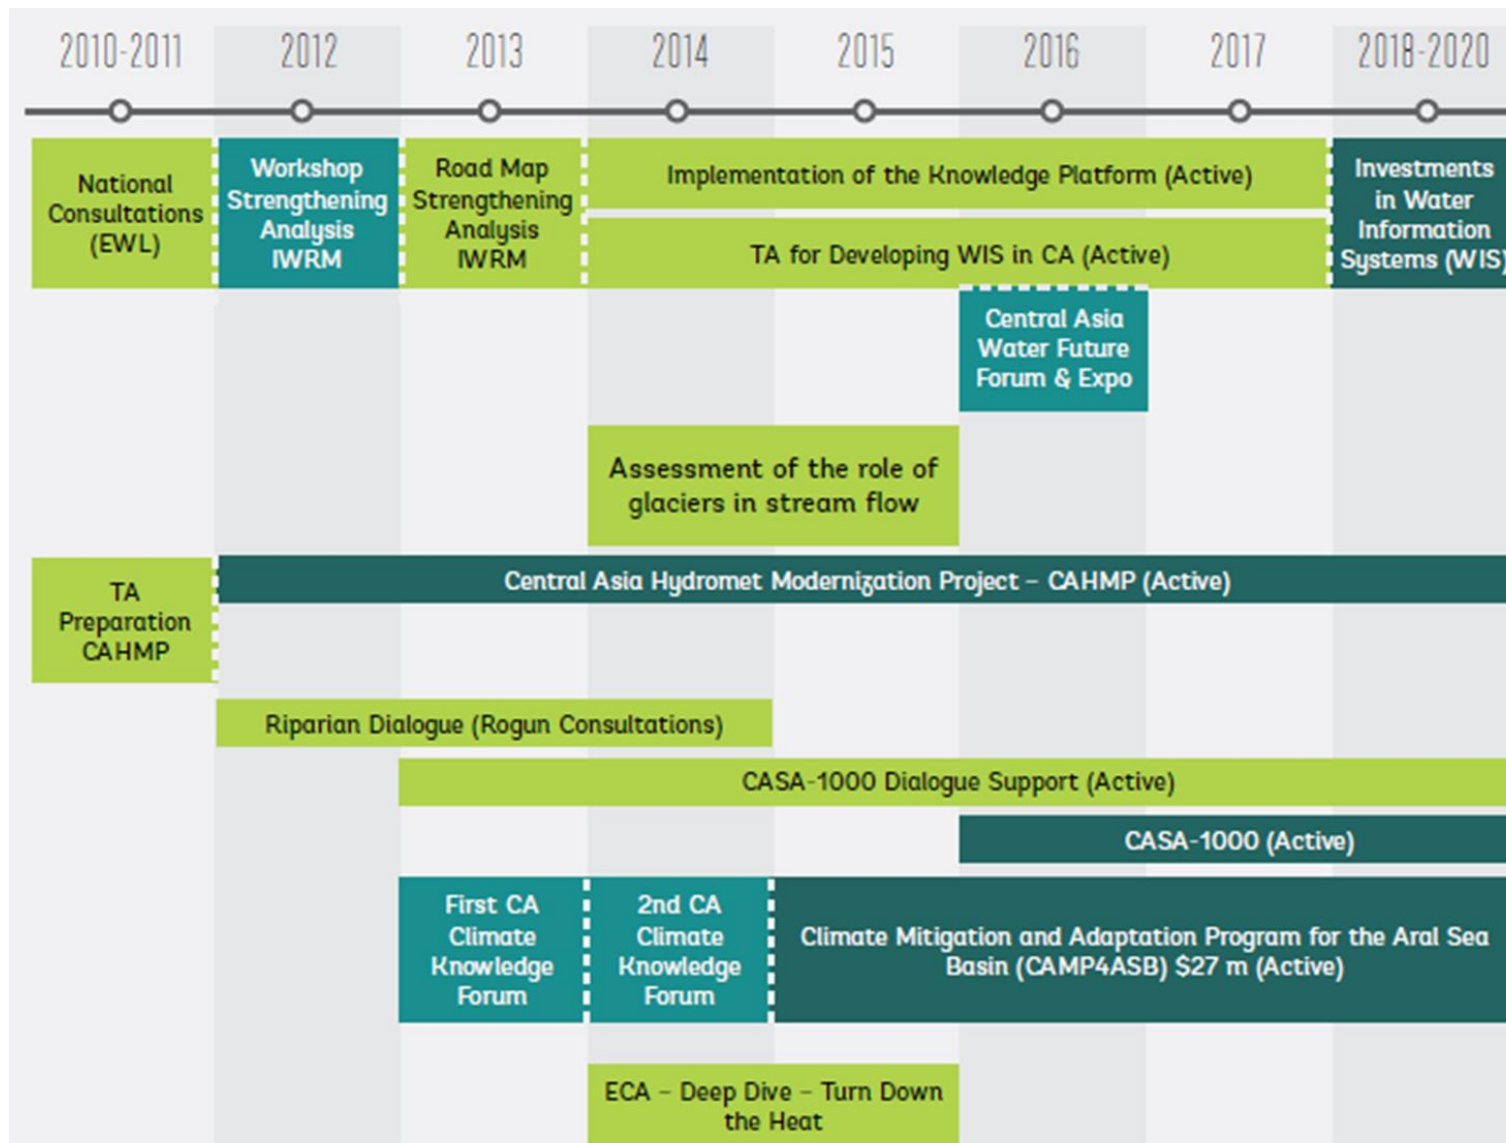 2010-2011
2012
2013
2014
2015
2016
2017
2018-2020
National
Consultations
(EWL)
Workshop
Strengthening
Analysis
IWRM
Road Map
Strengthening
Analysis
IWRM
Implementation of the Knowledge Platform (Active)
TA for Developing WIS in CA (Active)
Investments
in Water
Information
Systems (WIS)
Central Asia
Water Future
Forum & Expo
Assessment of the role of
glaciers in stream flow
TA
Preparation
CAHMP
Central Asia Hydromet Modernization Project – CAHMP (Active)
Riparian Dialogue (Rogun Consultations)
CASA-1000 Dialogue Support (Active)
CASA-1000 (Active)
First CA
Climate
Knowledge
Forum
2nd CA
Climate
Knowledge
Forum
Climate Mitigation and Adaptation Program for the Aral Sea
Basin (CAMP4ASB) $27 m (Active)
ECA – Deep Dive – Turn Down
the Heat